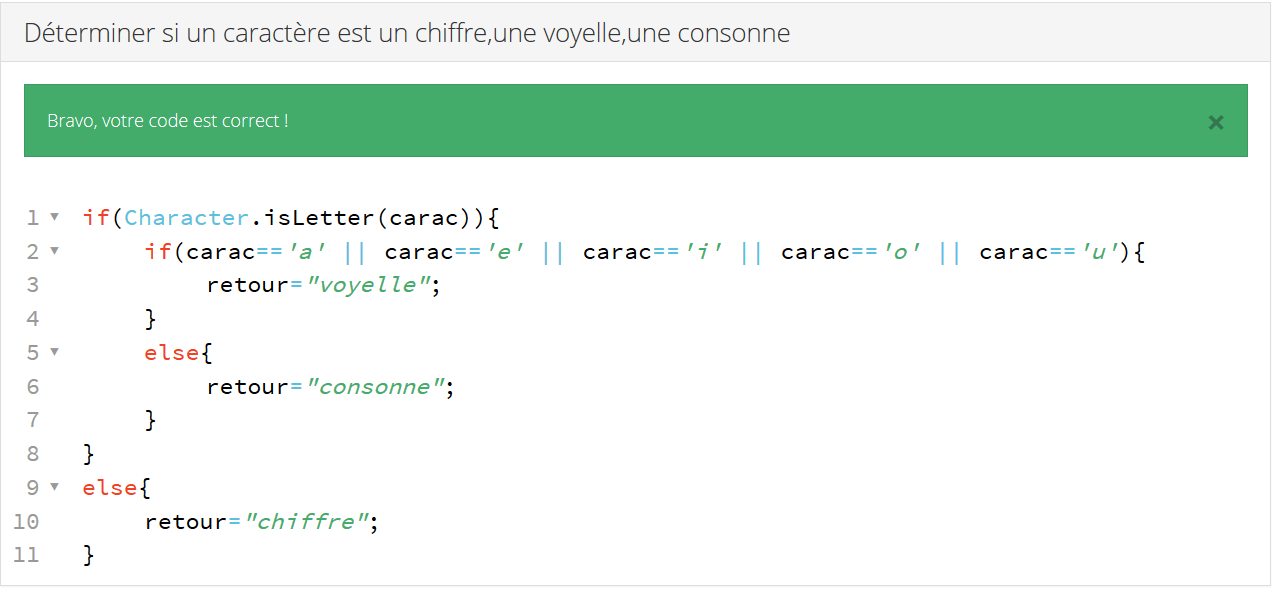 Déterminer si un caractère est un chiffre,une voyelle,une consonne
Bravo, votre code est correct !
1 if(Character.isLetter(carac)){
2 if(carac=='a' || carac=='e' || carac=='i' || carac=='o' || carac=='u'){
3 retour="voyelle";
4 }
5 else{
6 retour="consonne";
7 }
8 }
9 else{
10 retour="chiffre";
11 }